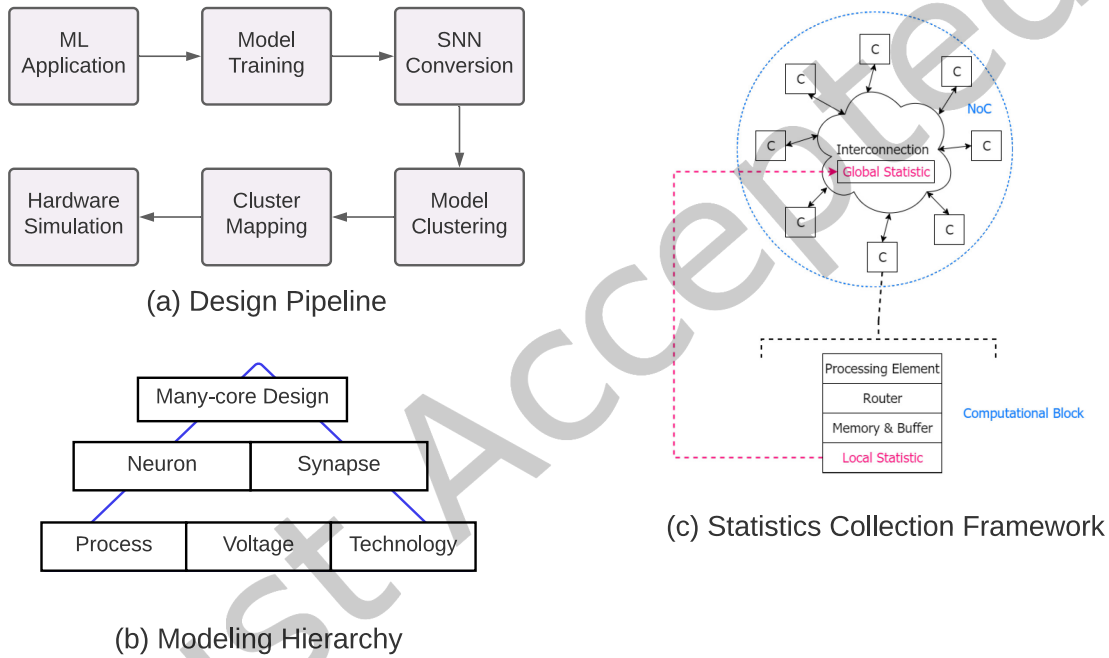 ML
Application
Model
Training
SNN
Conversion
Hardware
Simulation
Cluster
Mapping
Model
Clustering
(a) Design Pipeline
Many-core Design
Neuron
Synapse
Process
Voltage
Technology
(b) Modeling Hierarchy
C
C
C
C
C
C
C
C
NoC
Interconnection
Global Statistic
Processing Element
Router
Memory & Buffer
Local Statistic
Computational Block
(c) Statistics Collection Framework
ust Accepted